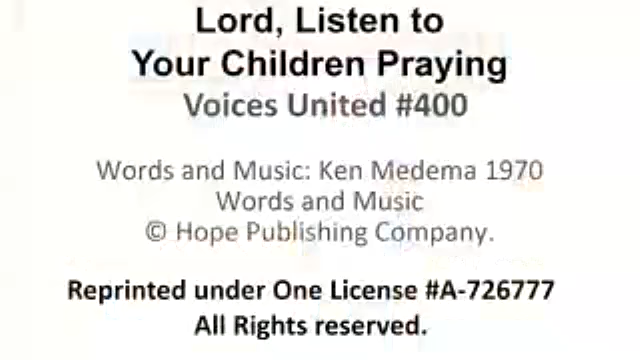 Lord, Listen to
Your Children Praying
Voices United #400
Words and Music: Ken Medema 1970
Words and Music
© Hope Publishing Company.
Reprinted under One License #A-726777
All Rights reserved.